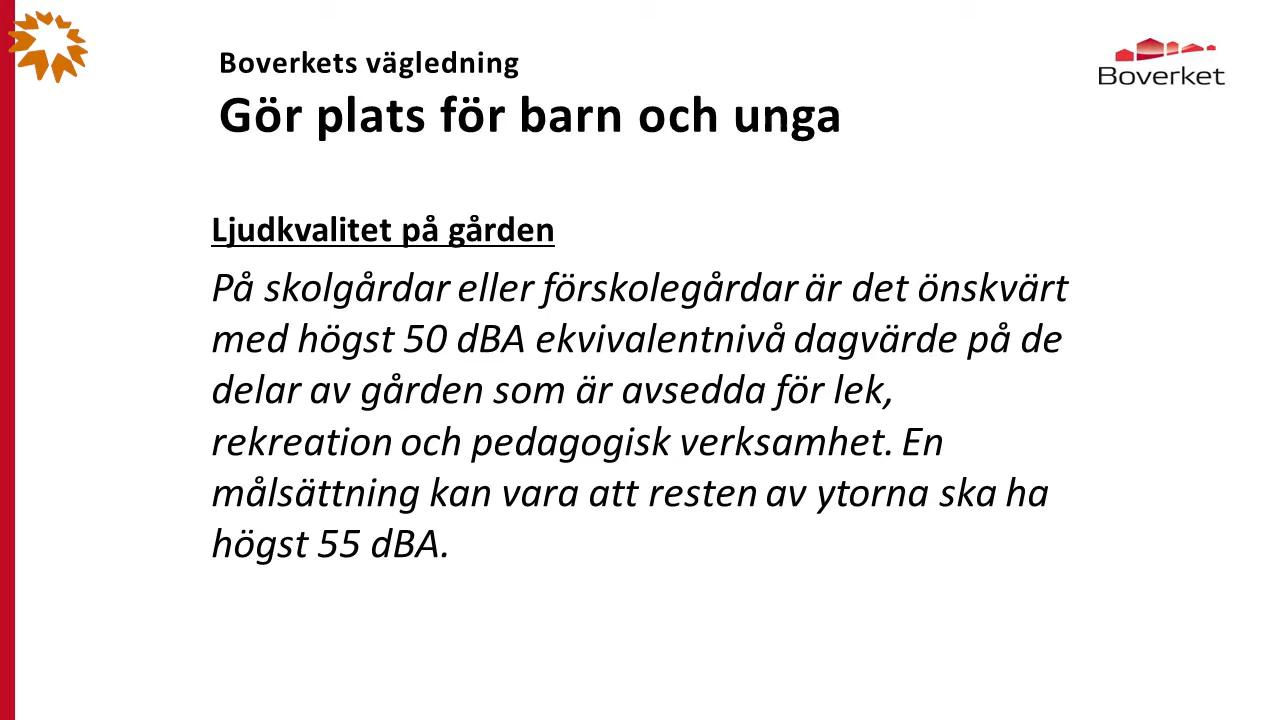 Boverkets vägledning
Gör plats för barn och unga
Boverket
Ljudkvalitet på gården
På skolgårdar eller förskolegårdar är det önskvärt
med högst 50 dBA ekvivalentnivå dagvärde på de
delar av gården som är avsedda för lek,
rekreation och pedagogisk verksamhet. En
målsättning kan vara att resten av ytorna ska ha
högst 55 dBA.